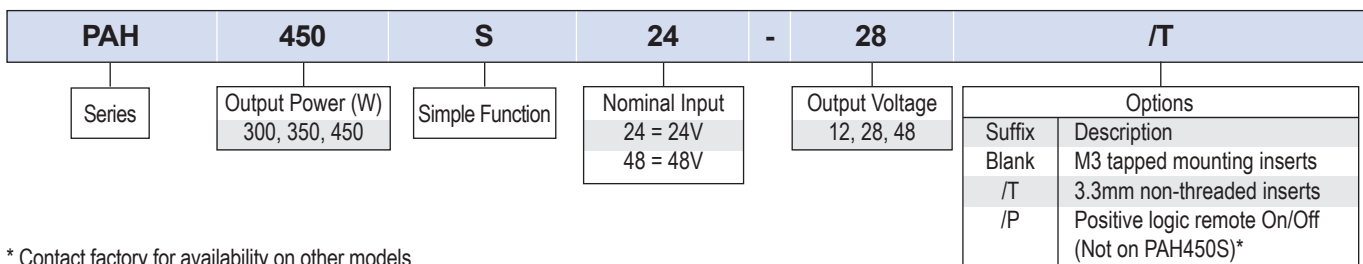 PAH 450 S 24 - 28 /T
Series
Output Power (W)
300, 350, 450
Simple Function
Nominal Input
24 = 24V
48 = 48V
Output Voltage
12, 28, 48
Options
Suffix Description
Blank M3 tapped mounting inserts
/T 3.3mm non-threaded inserts
/P Positive logic remote On/Off
(Not on PAH450S)*
* Contact factory for availability on other models